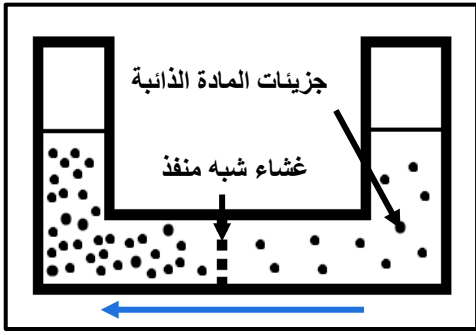 جزيئات المادة الذائبة
غشاء شبه منفذ